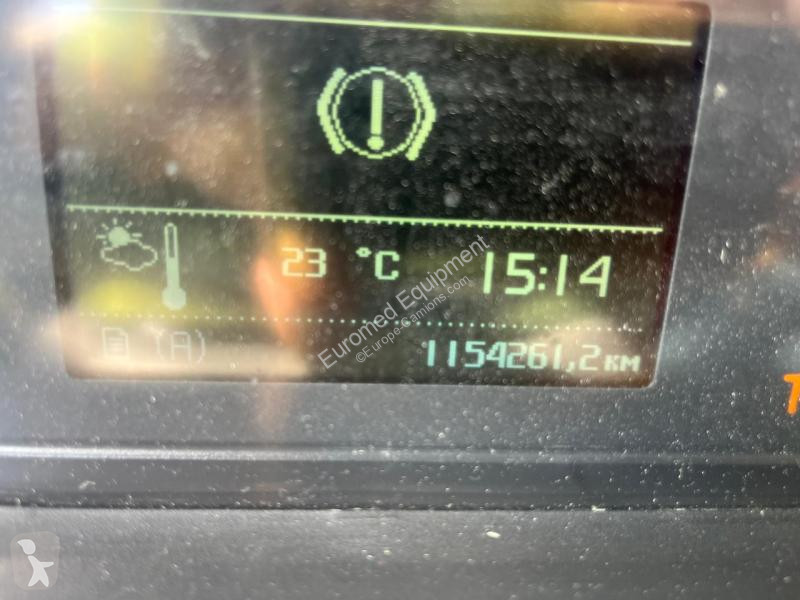 23 °C 15:14
(A) 1154261,2 KM
Euromed Equipment
©Europe-Camions.com